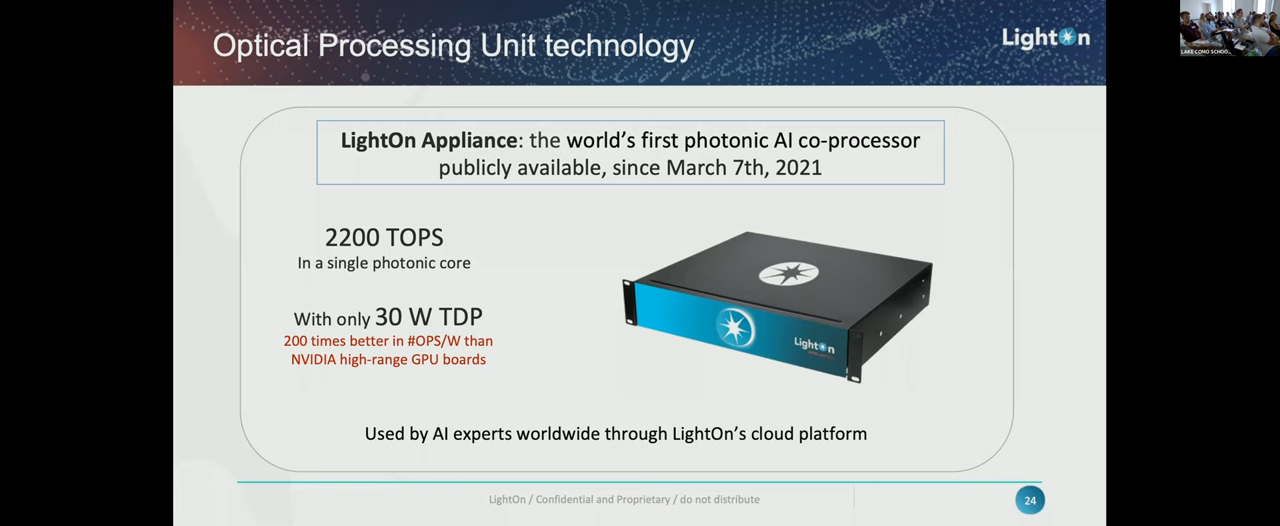 Optical Processing Unit technology
LightOn
LAKE COMO SCHOO...
LightOn Appliance: the world's first photonic AI co-processor
publicly available, since March 7th, 2021
2200 TOPS
In a single photonic core
With only 30 W TDP
200 times better in #OPS/W than
NVIDIA high-range GPU boards
LightOn
Used by AI experts worldwide through LightOn's cloud platform
LightOn / Confidential and Proprietary / do not distribute
24